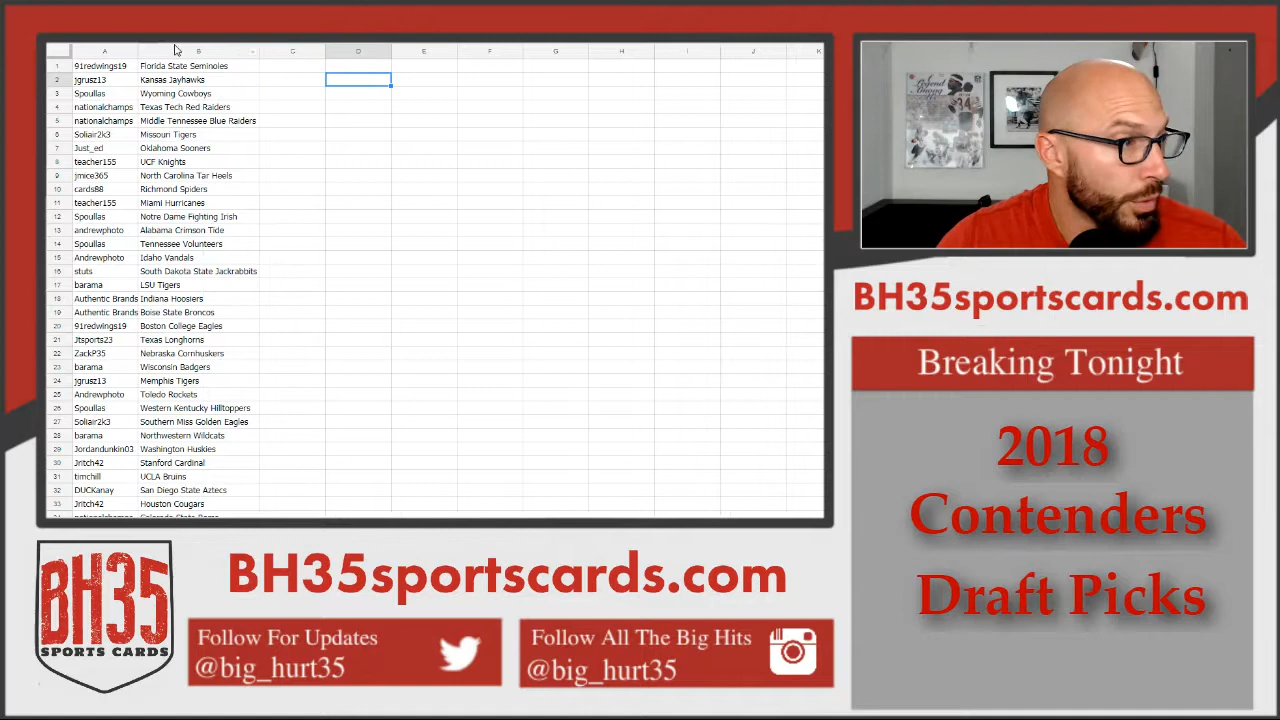 A B C D E F G H I J K
1 91redwings19 Florida State Seminoles
2 jgrusz13 Kansas Jayhawks
3 Spoullas Wyoming Cowboys
4 nationalchamps Texas Tech Red Raiders
5 nationalchamps Middle Tennessee Blue Raiders
6 Soliair2k3 Missouri Tigers
7 Just_ed Oklahoma Sooners
8 teacher155 UCF Knights
9 jmice365 North Carolina Tar Heels
10 cards88 Richmond Spiders
11 teacher155 Miami Hurricanes
12 Spoullas Notre Dame Fighting Irish
13 andrewphoto Alabama Crimson Tide
14 Spoullas Tennessee Volunteers
15 Andrewphoto Idaho Vandals
16 stuts South Dakota State Jackrabbits
17 barama LSU Tigers
18 Authentic Brands Indiana Hoosiers
19 Authentic Brands Boise State Broncos
20 91redwings19 Boston College Eagles
21 Jtsports23 Texas Longhorns
22 ZackP35 Nebraska Cornhuskers
23 barama Wisconsin Badgers
24 jgrusz13 Memphis Tigers
25 Andrewphoto Toledo Rockets
26 Spoullas Western Kentucky Hilltoppers
27 Soliair2k3 Southern Miss Golden Eagles
28 barama Northwestern Wildcats
29 Jordandunkin03 Washington Huskies
30 Jritch42 Stanford Cardinal
31 timchill UCLA Bruins
32 DUCKanay San Diego State Aztecs
33 Jritch42 Houston Cougars
34
BH35sportscards.com
Breaking Tonight
2018
Contenders
Draft Picks
BH35
SPORTS CARDS
BH35sportscards.com
Follow For Updates
@big_hurt35
Follow All The Big Hits
@big_hurt35